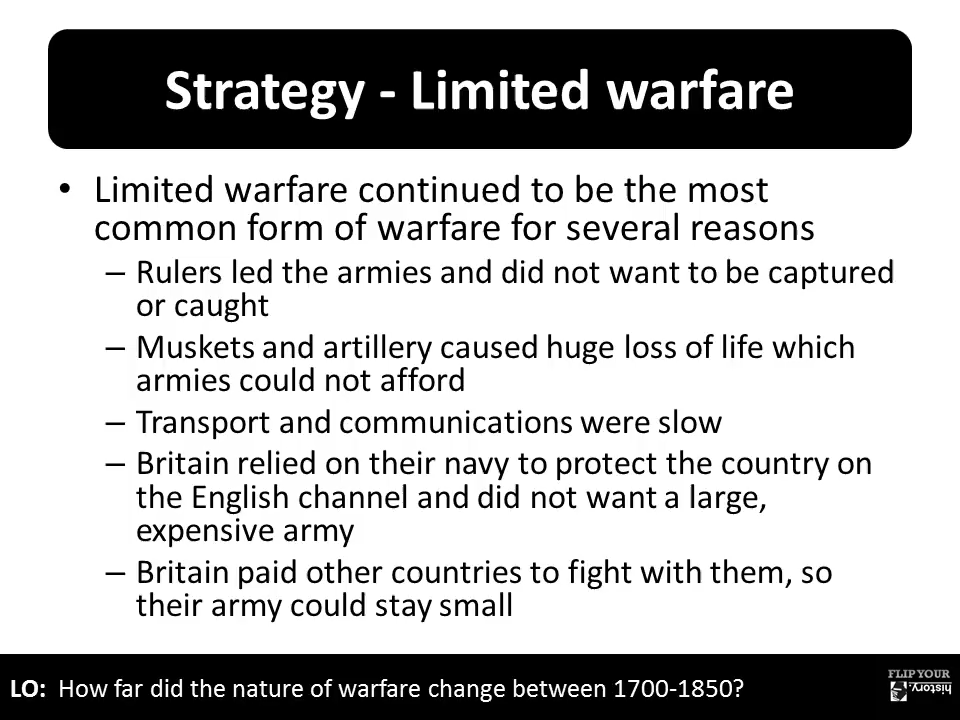 Strategy - Limited warfare
• Limited warfare continued to be the most
common form of warfare for several reasons
– Rulers led the armies and did not want to be captured
or caught
– Muskets and artillery caused huge loss of life which
armies could not afford
– Transport and communications were slow
– Britain relied on their navy to protect the country on
the English channel and did not want a large,
expensive army
– Britain paid other countries to fight with them, so
their army could stay small
LO: How far did the nature of warfare change between 1700-1850?
FLIP YOUR
history.